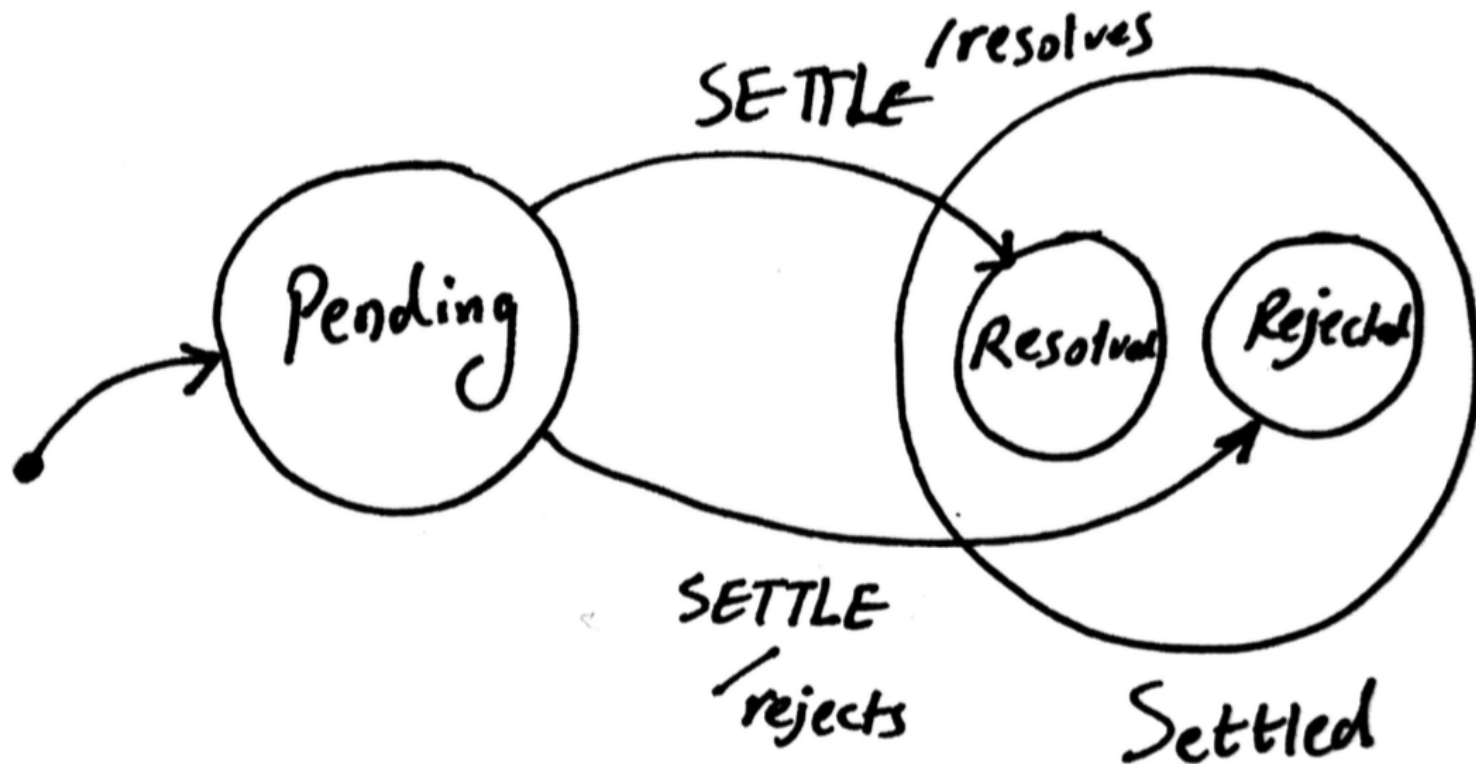 /resolves
SETTLE
Pending
Resolved
Rejected
SETTLE
/rejects
Settled